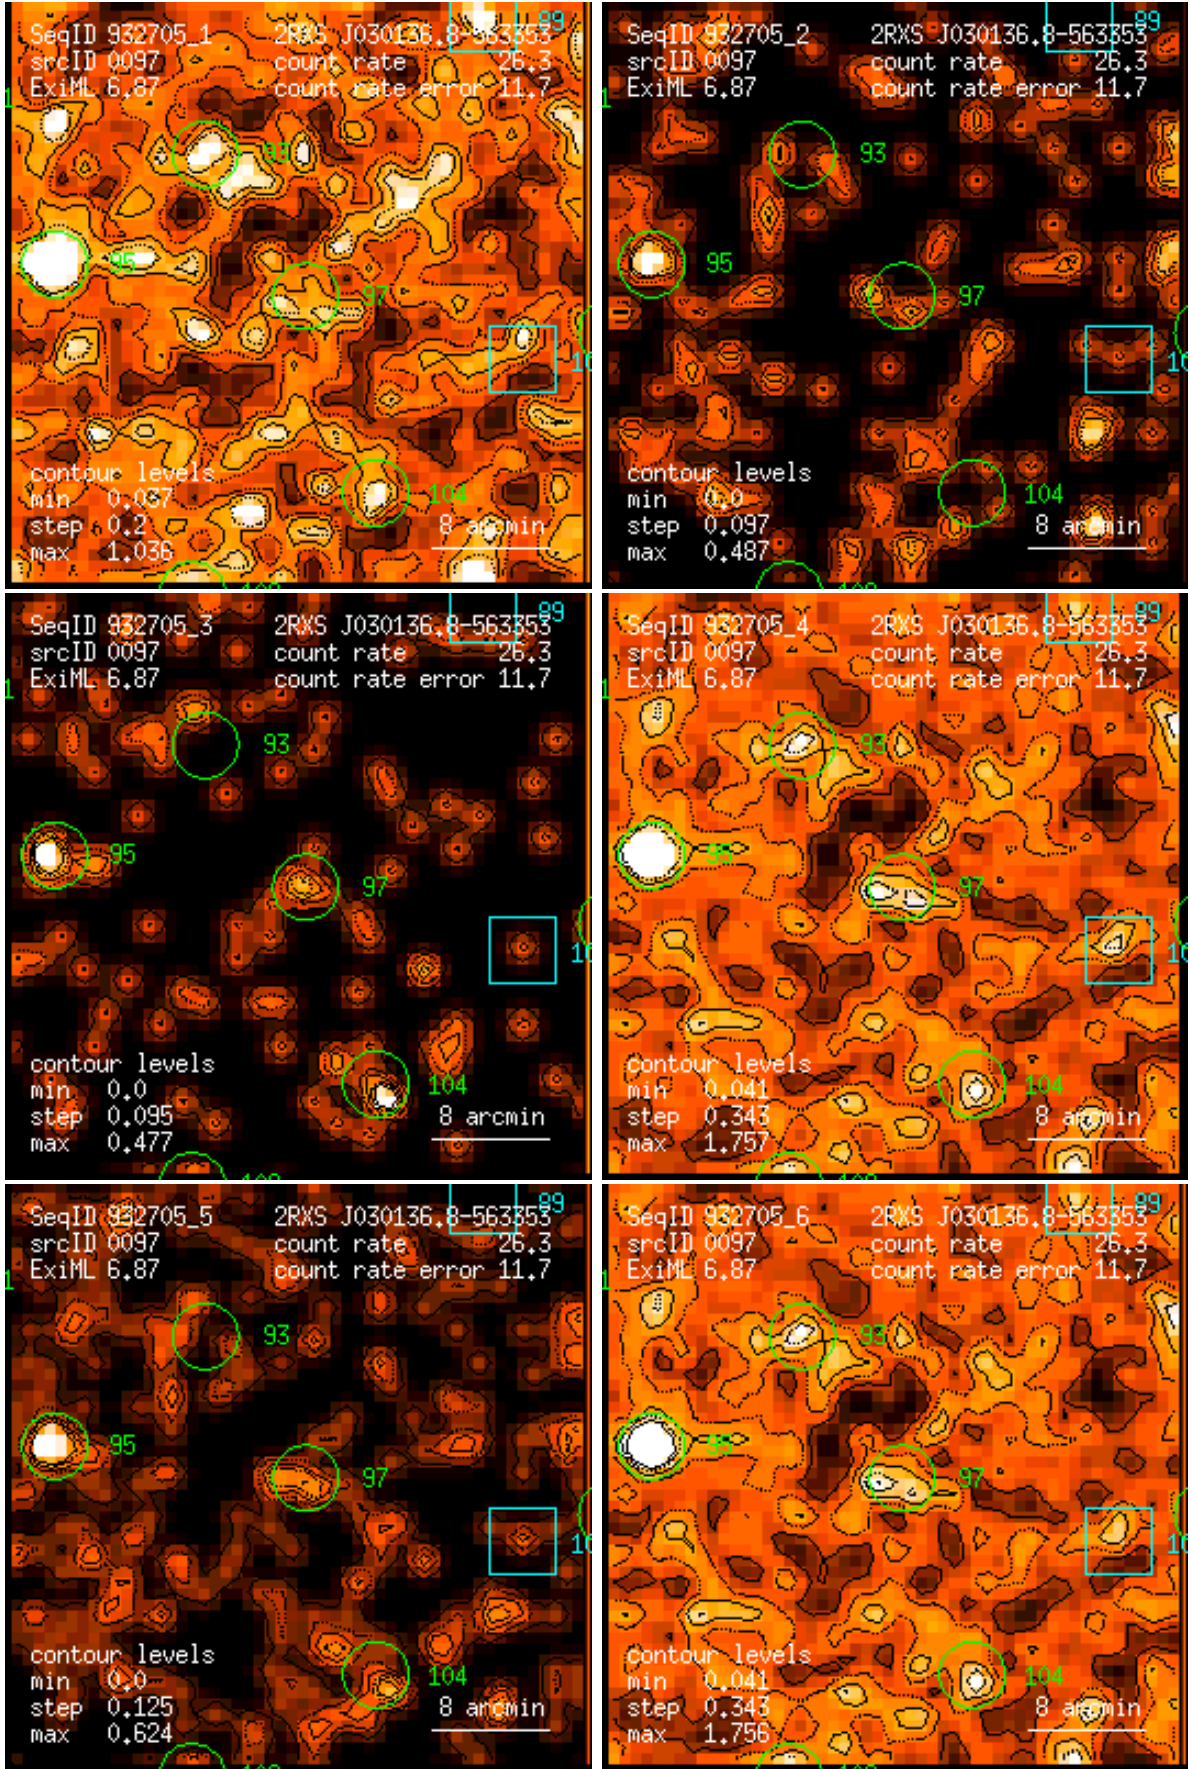 SeqID 932705_1 2RXS J030136.8-563353 89
srcID 0097 count rate 26.3
ExiML 6.87 count rate error 11.7
1
93
95
97
10
contour levels
min 0.037
104
step 0.2 8 arcmin
max 1.036
SeqID 932705_2 2RXS J030136.8-563353 89
srcID 0097 count rate 26.3
ExiML 6.87 count rate error 11.7
1
93
95
97
10
contour levels
min 0.0 104
step 0.097 8 arcmin
max 0.487
SeqID 932705_3 2RXS J030136.8-563353 89
srcID 0097 count rate 26.3
ExiML 6.87 count rate error 11.7
1
93
95
97
10
contour levels
min 0.0 104
step 0.095 8 arcmin
max 0.477
SeqID 932705_4 2RXS J030136.8-563353 89
srcID 0097 count rate 26.3
ExiML 6.87 count rate error 11.7
1
93
95
97
10
contour levels
min 0.041 104
step 0.343 8 arcmin
max 1.757
SeqID 932705_5 2RXS J030136.8-563353 89
srcID 0097 count rate 26.3
ExiML 6.87 count rate error 11.7
1
93
95
97
10
contour levels
min 0.0 104
step 0.125 8 arcmin
max 0.624
SeqID 932705_6 2RXS J030136.8-563353 89
srcID 0097 count rate 26.3
ExiML 6.87 count rate error 11.7
1
93
95
97
10
contour levels
min 0.041 104
step 0.343 8 arcmin
max 1.756